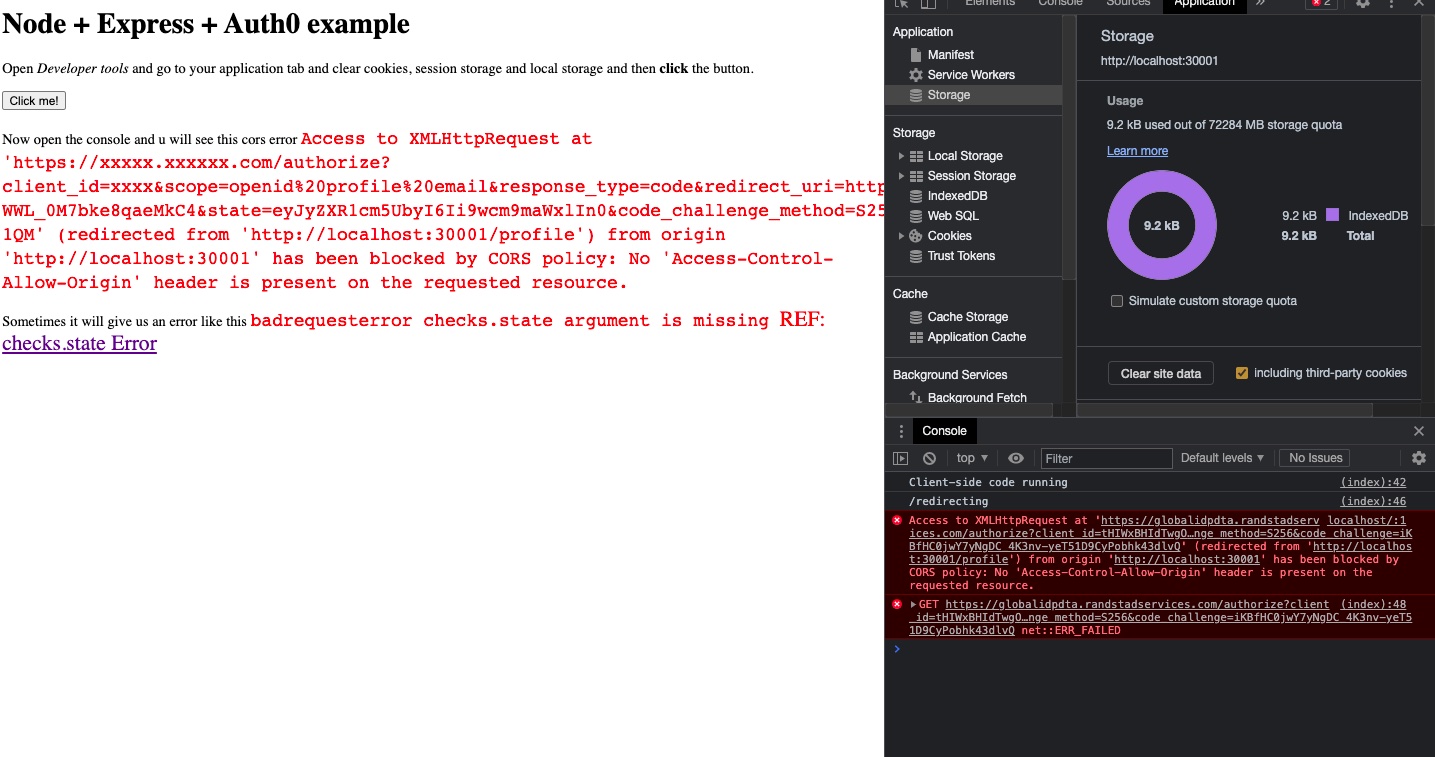 Node + Express + Auth0 example
Open Developer tools and go to your application tab and clear cookies, session storage and local storage and then click the button.
Click me!
Now open the console and u will see this cors error Access to XMLHttpRequest at
'https://xxxxx.xxxxxx.com/authorize?
client_id=xxxx&scope=openid%20profile%20email&response_type=code&redirect_uri=http
WWL_0M7bke8qaeMkC4&state=eyJyZXR1cm5UbyI6Ii9wcm9maWxlIn0&code_challenge_method=S25
1QM' (redirected from 'http://localhost:30001/profile') from origin
'http://localhost:30001' has been blocked by CORS policy: No 'Access-Control-
Allow-Origin' header is present on the requested resource.
Sometimes it will give us an error like this badrequesterror checks.state argument is missing REF:
checks.state Error
Elements Console Sources Application » 2
Application
Manifest
Service Workers
Storage
Storage
Local Storage
Session Storage
IndexedDB
Web SQL
Cookies
Trust Tokens
Cache
Cache Storage
Application Cache
Background Services
Background Fetch
Storage
http://localhost:30001
Usage
9.2 kB used out of 72284 MB storage quota
Learn more
9.2 kB
9.2 kB IndexedDB
9.2 kB Total
Simulate custom storage quota
Clear site data including third-party cookies
Console
top Filter Default levels No Issues
Client-side code running (index):42
/redirecting (index):46
Access to XMLHttpRequest at 'https://globalidpdta.randstadserv localhost/:1
ices.com/authorize?client_id=tHIWxBHIdTwgO…nge_method=S256&code_challenge=iK
BfHC0jwY7yNgDC_4K3nv-yeT51D9CyPobhk43dlvQ' (redirected from 'http://localhos
t:30001/profile') from origin 'http://localhost:30001' has been blocked by
CORS policy: No 'Access-Control-Allow-Origin' header is present on the
requested resource.
GET https://globalidpdta.randstadservices.com/authorize?client (index):48
_id=tHIWxBHIdTwgO…nge_method=S256&code_challenge=iKBfHC0jwY7yNgDC_4K3nv-yeT5
1D9CyPobhk43dlvQ net::ERR_FAILED